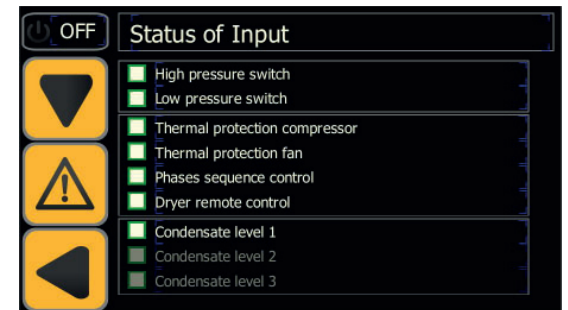 OFF
Status of Input
High pressure switch
Low pressure switch
Thermal protection compressor
Thermal protection fan
Phases sequence control
Dryer remote control
Condensate level 1
Condensate level 2
Condensate level 3